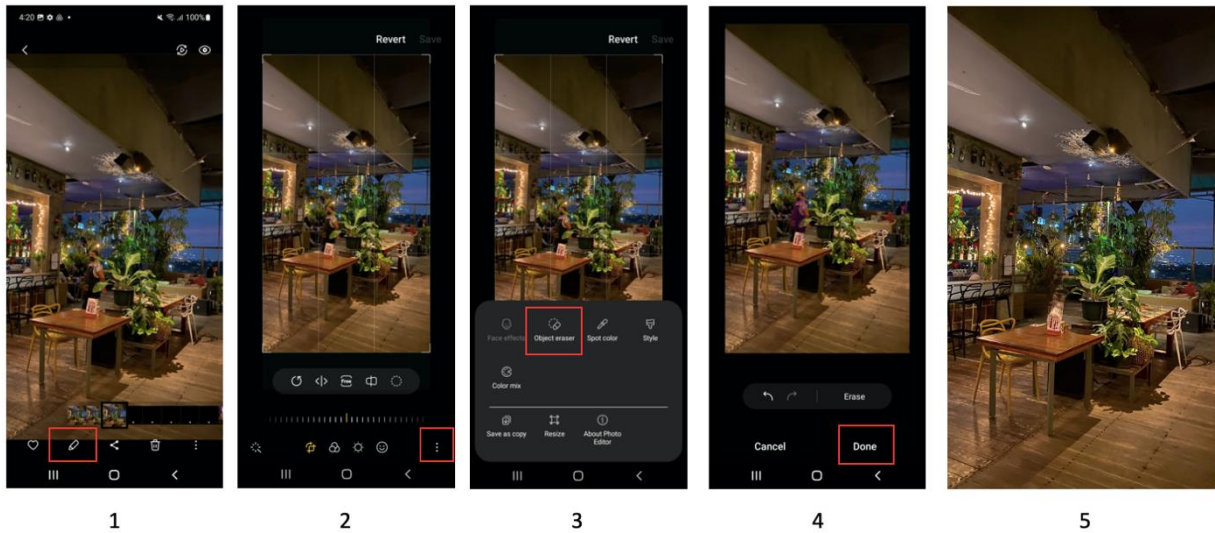 4:20
100%
Revert Save
Free
Revert Save
Face effects Object eraser Spot color Style
Color mix
Save as copy Resize About Photo
Editor
Erase
Cancel Done
1 2 3 4 5